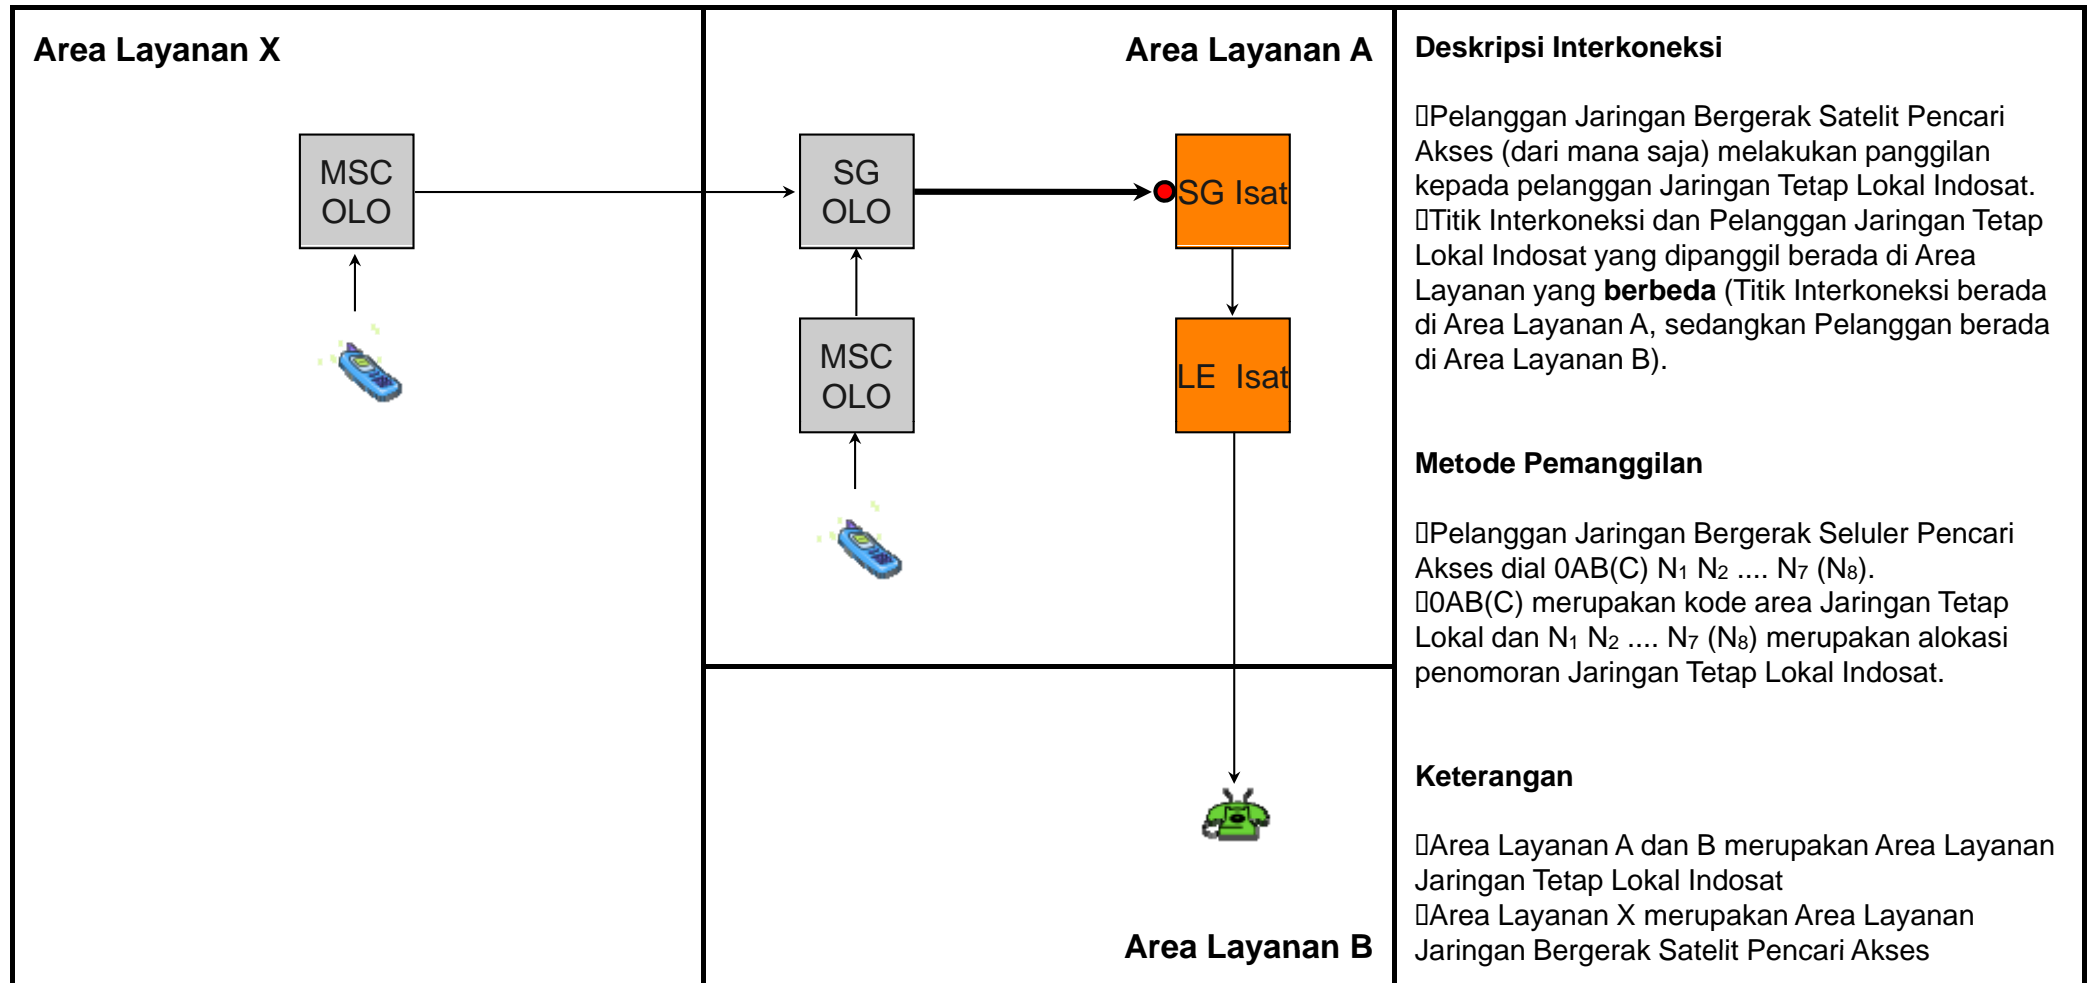 Area Layanan X
MSC
OLO
Area Layanan A
SG
OLO
SG Isat
MSC
OLO
LE Isat
Area Layanan B
Deskripsi Interkoneksi
Pelanggan Jaringan Bergerak Satelit Pencari
Akses (dari mana saja) melakukan panggilan
kepada pelanggan Jaringan Tetap Lokal Indosat.
Titik Interkoneksi dan Pelanggan Jaringan Tetap
Lokal Indosat yang dipanggil berada di Area
Layanan yang berbeda (Titik Interkoneksi berada
di Area Layanan A, sedangkan Pelanggan berada
di Area Layanan B).
Metode Pemanggilan
Pelanggan Jaringan Bergerak Seluler Pencari
Akses dial 0AB(C) N₁ N₂ .... N₇ (N₈).
0AB(C) merupakan kode area Jaringan Tetap
Lokal dan N₁ N₂ .... N₇ (N₈) merupakan alokasi
penomoran Jaringan Tetap Lokal Indosat.
Keterangan
Area Layanan A dan B merupakan Area Layanan
Jaringan Tetap Lokal Indosat
Area Layanan X merupakan Area Layanan
Jaringan Bergerak Satelit Pencari Akses